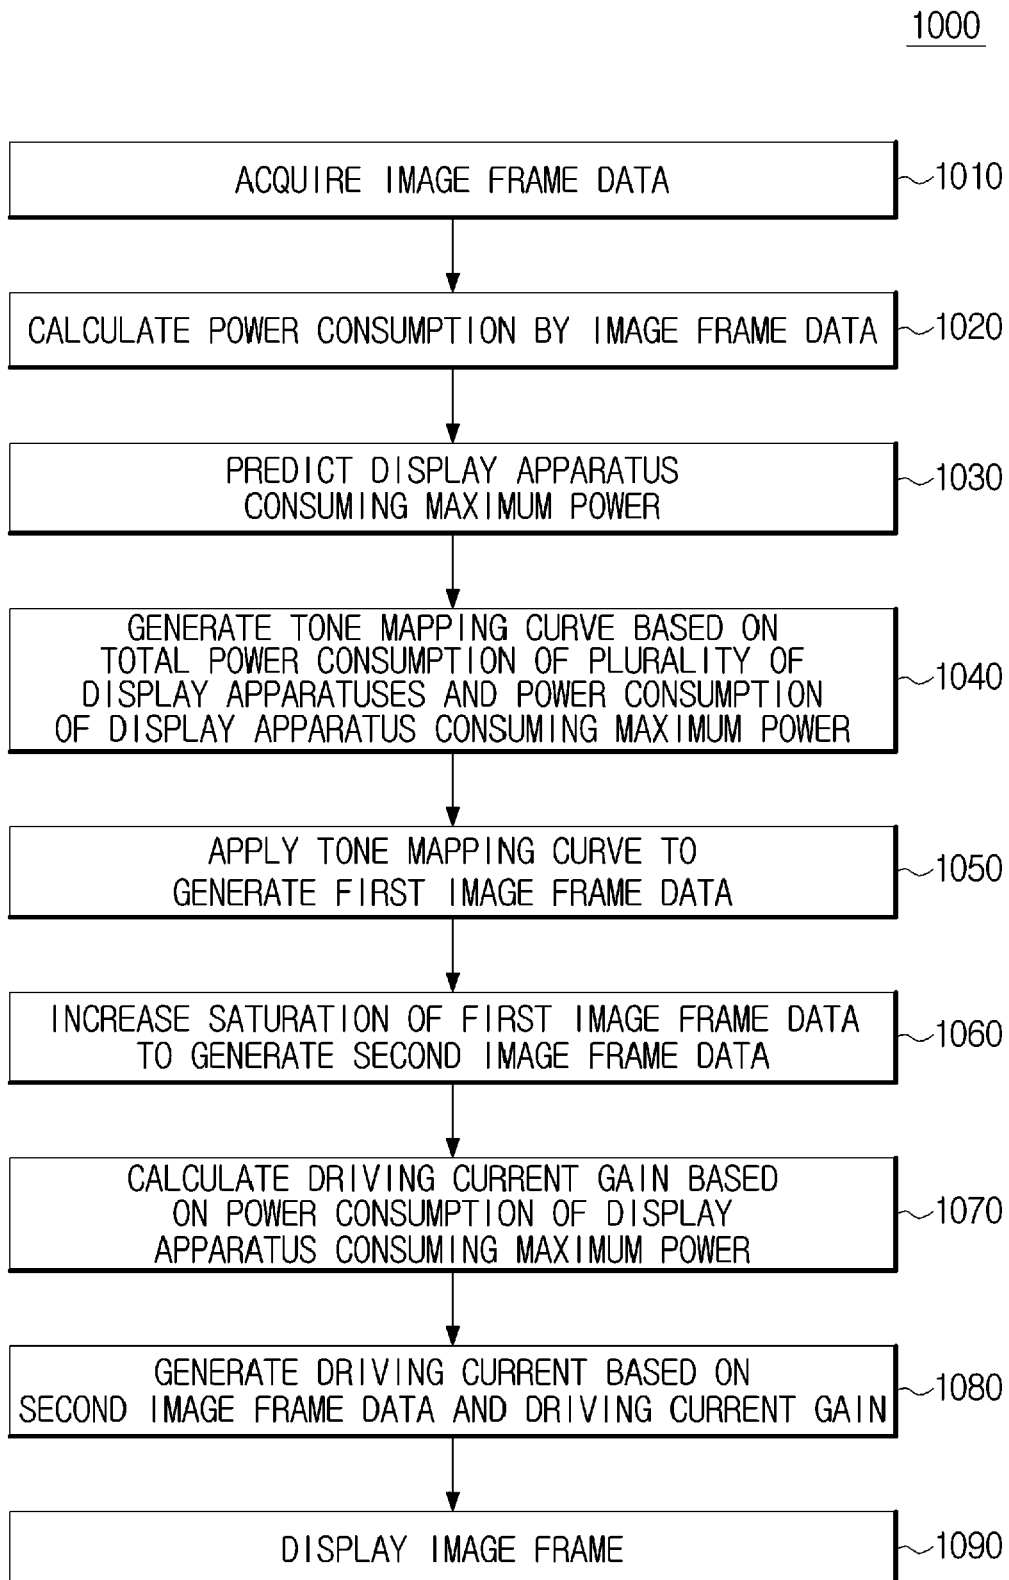 1000
ACQUIRE IMAGE FRAME DATA
1010
CALCULATE POWER CONSUMPTION BY IMAGE FRAME DATA
1020
PREDICT DISPLAY APPARATUS
CONSUMING MAXIMUM POWER
1030
GENERATE TONE MAPPING CURVE BASED ON
TOTAL POWER CONSUMPTION OF PLURALITY OF
DISPLAY APPARATUSES AND POWER CONSUMPTION
OF DISPLAY APPARATUS CONSUMING MAXIMUM POWER
1040
APPLY TONE MAPPING CURVE TO
GENERATE FIRST IMAGE FRAME DATA
1050
INCREASE SATURATION OF FIRST IMAGE FRAME DATA
TO GENERATE SECOND IMAGE FRAME DATA
1060
CALCULATE DRIVING CURRENT GAIN BASED
ON POWER CONSUMPTION OF DISPLAY
APPARATUS CONSUMING MAXIMUM POWER
1070
GENERATE DRIVING CURRENT BASED ON
SECOND IMAGE FRAME DATA AND DRIVING CURRENT GAIN
1080
DISPLAY IMAGE FRAME
1090